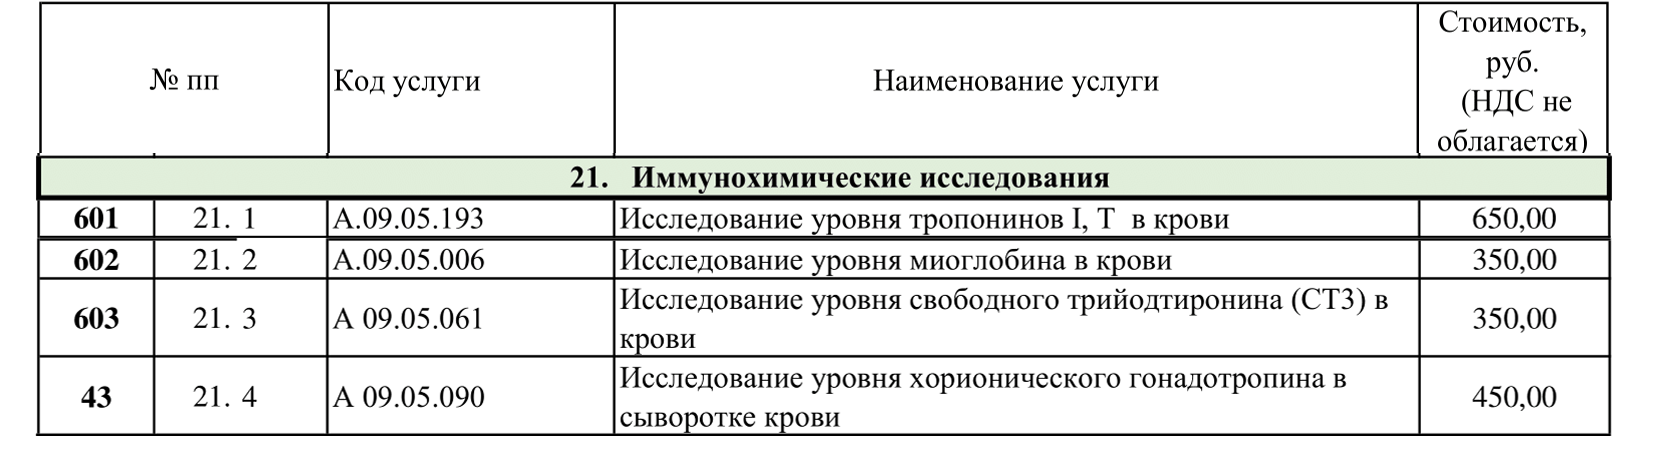 № пп Код услуги Наименование услуги Стоимость,
руб.
(НДС не
облагается)
21. Иммунохимические исследования
601 21. 1 А.09.05.193 Исследование уровня тропонинов I, Т в крови 650,00
602 21. 2 А.09.05.006 Исследование уровня миоглобина в крови 350,00
603 21. 3 А 09.05.061 Исследование уровня свободного трийодтиронина (СТ3) в
крови 350,00
43 21. 4 А 09.05.090 Исследование уровня хорионического гонадотропина в
сыворотке крови 450,00